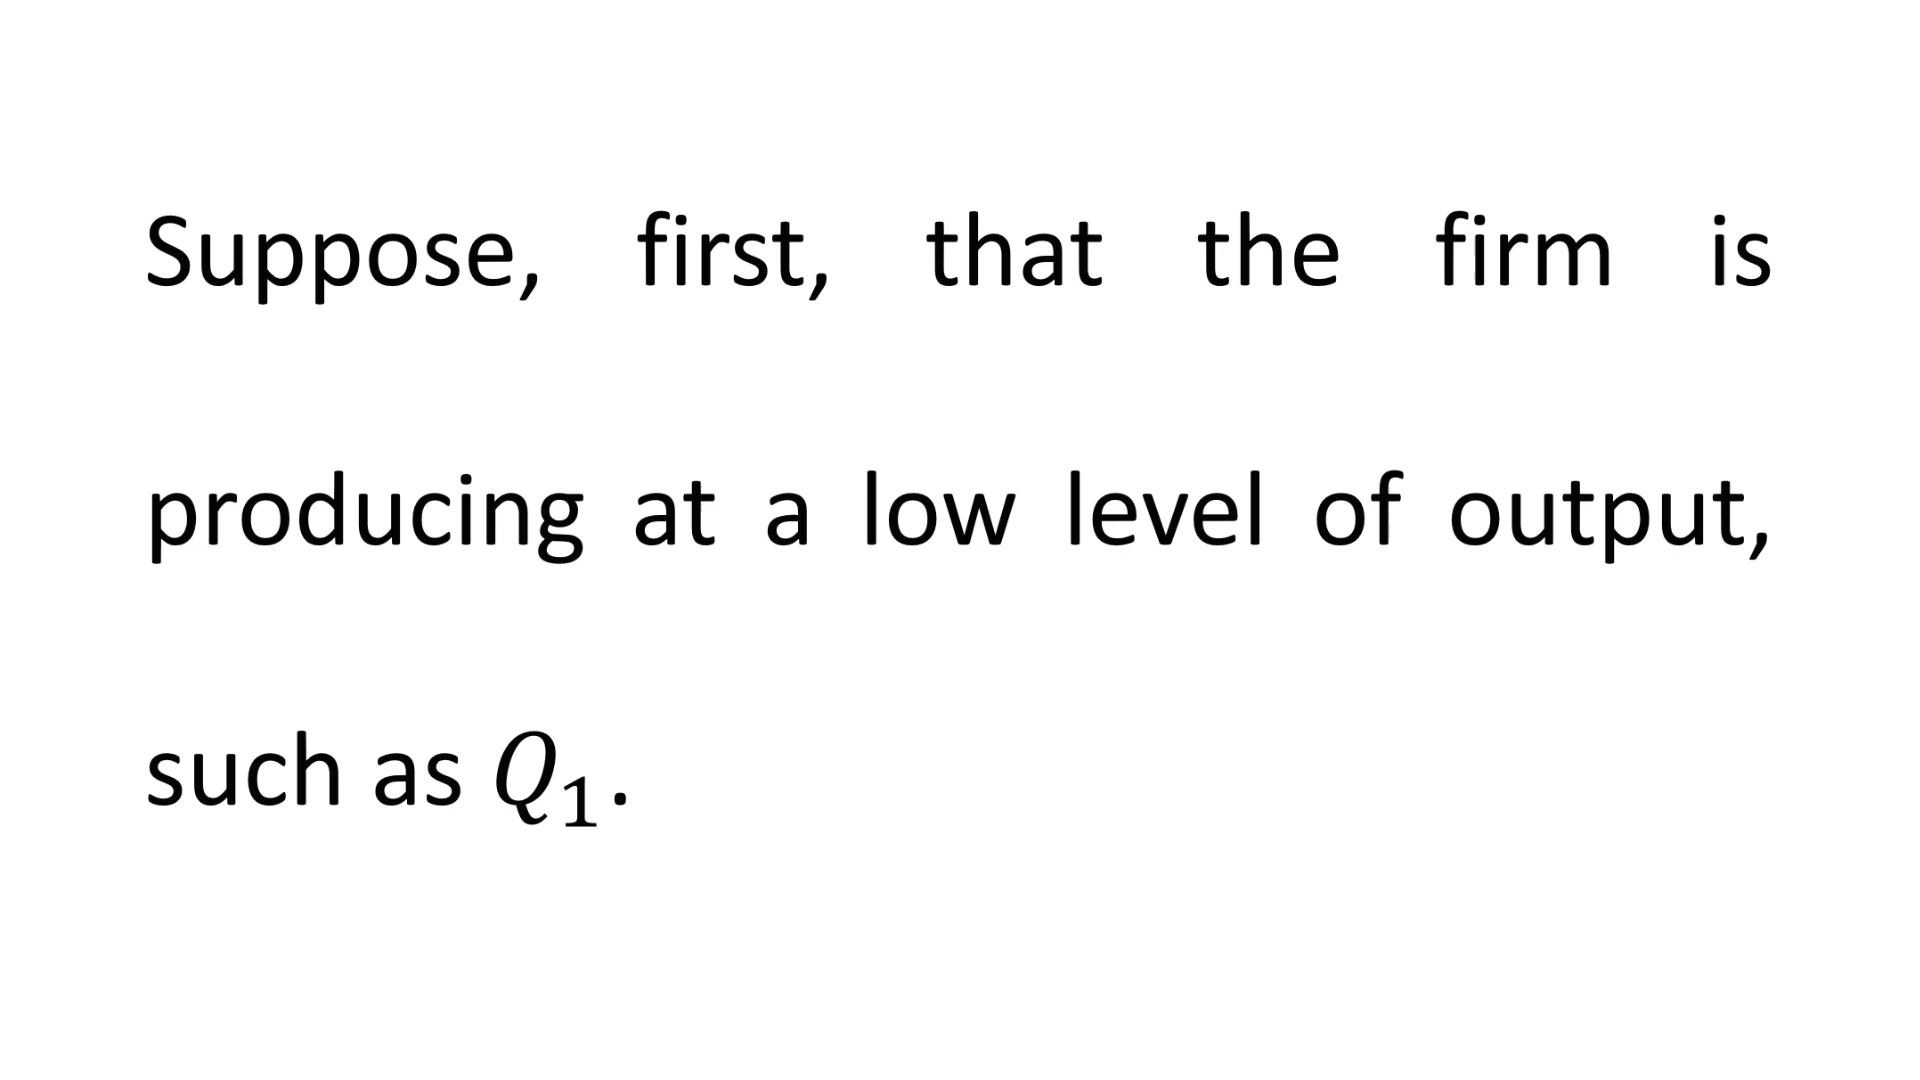 Suppose, first, that the firm is
producing at a low level of output,
such as Q₁.